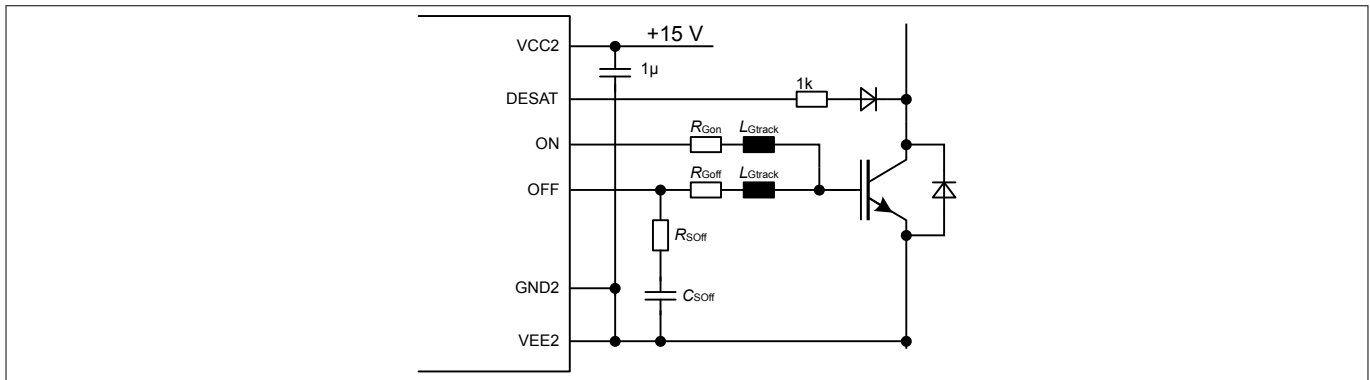 VCC2
+15 V
1µ
DESAT
1k
ON
RGon
LGtrack
OFF
RGoff
LGtrack
RSOff
GND2
CSOff
VEE2